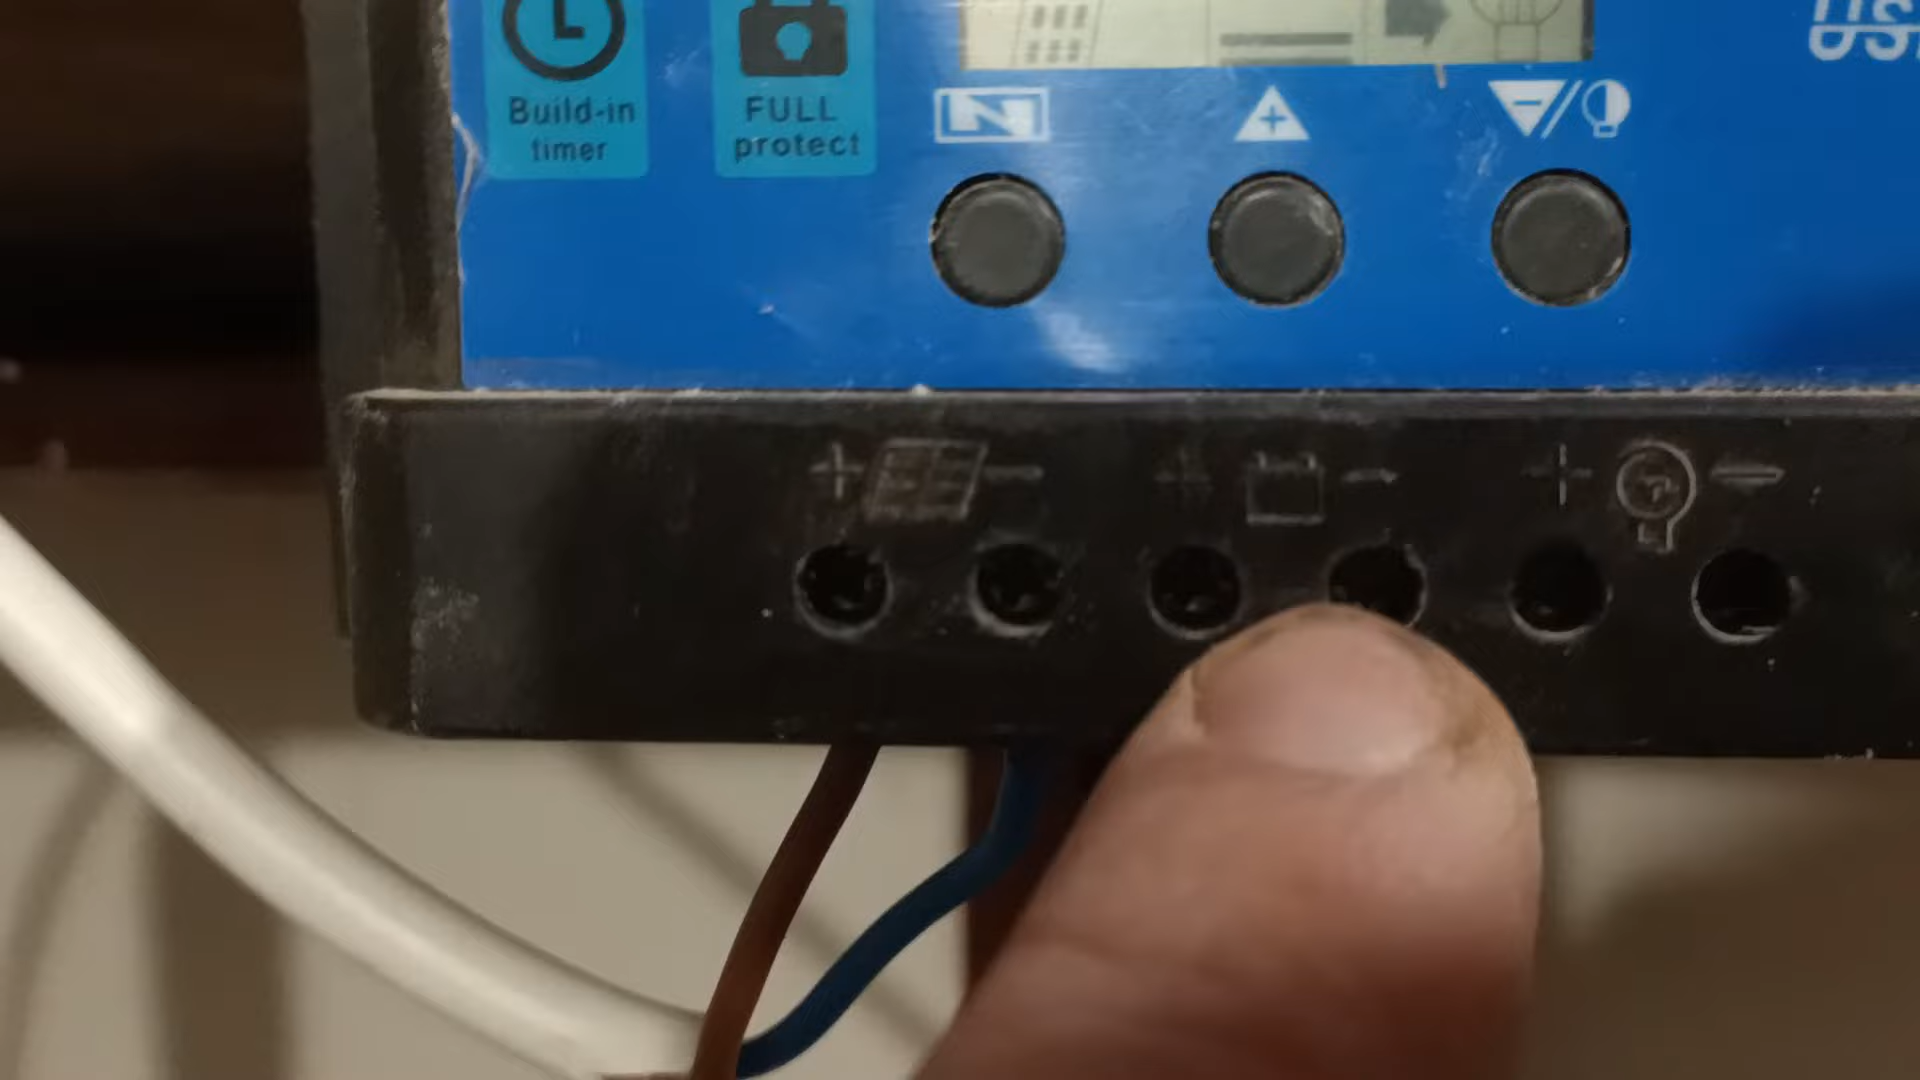 Build-in
timer
FULL
protect
+ -
+ -
+ -